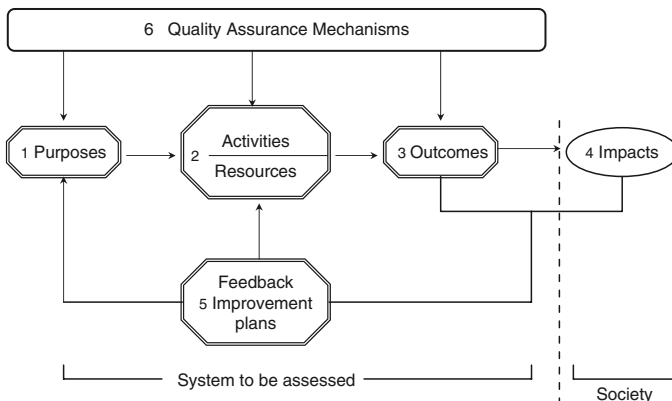 6 Quality Assurance Mechanisms
1 Purposes
2
Activities
Resources
3 Outcomes
4 Impacts
Feedback
5 Improvement
plans
System to be assessed
Society